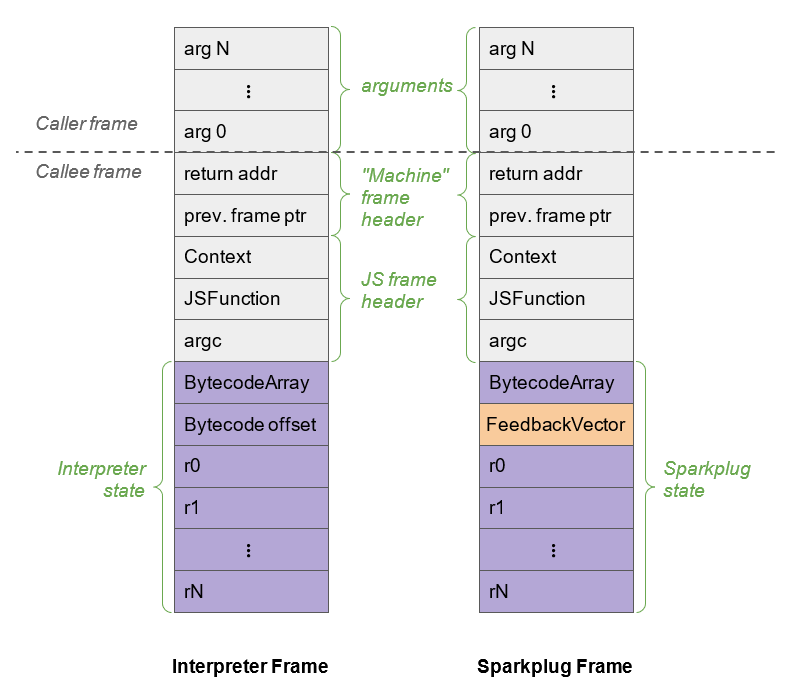 arg N
⋮
arg 0
return addr
prev. frame ptr
Context
JSFunction
argc
BytecodeArray
Bytecode offset
r0
r1
⋮
rN
Interpreter Frame
Caller frame
Callee frame
Interpreter
state
arguments
"Machine"
frame
header
JS frame
header
arg N
⋮
arg 0
return addr
prev. frame ptr
Context
JSFunction
argc
BytecodeArray
FeedbackVector
r0
r1
⋮
rN
Sparkplug Frame
Sparkplug
state